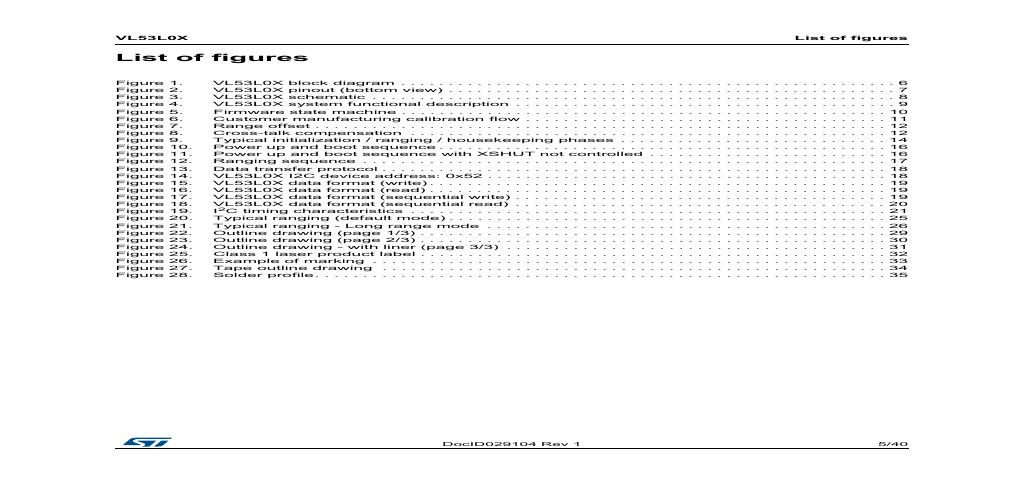 VL53L0X List of figures
List of figures
Figure 1. VL53L0X block diagram . . . . . . . . . . 6
Figure 2. VL53L0X pinout (bottom view) . . . . . . . . . . 7
Figure 3. VL53L0X schematic . . . . . . . . . . 8
Figure 4. VL53L0X system functional description . . . . . . . . . . 9
Figure 5. Firmware state machine . . . . . . . . . . 10
Figure 6. Customer manufacturing calibration flow . . . . . . . . . . 11
Figure 7. Range offset . . . . . . . . . . 12
Figure 8. Cross-talk compensation . . . . . . . . . . 12
Figure 9. Typical initialization / ranging / housekeeping phases . . . . . . . . . . 14
Figure 10. Power up and boot sequence . . . . . . . . . . 16
Figure 11. Power up and boot sequence with XSHUT not controlled . . . . . . . . . . 16
Figure 12. Ranging sequence . . . . . . . . . . 17
Figure 13. Data transfer protocol . . . . . . . . . . 18
Figure 14. VL53L0X I2C device address: 0x52 . . . . . . . . . . 18
Figure 15. VL53L0X data format (write) . . . . . . . . . . 19
Figure 16. VL53L0X data format (read) . . . . . . . . . . 19
Figure 17. VL53L0X data format (sequential write) . . . . . . . . . . 19
Figure 18. VL53L0X data format (sequential read) . . . . . . . . . . 20
Figure 19. I²C timing characteristics . . . . . . . . . . 21
Figure 20. Typical ranging (default mode) . . . . . . . . . . 25
Figure 21. Typical ranging - Long range mode . . . . . . . . . . 26
Figure 22. Outline drawing (page 1/3) . . . . . . . . . . 29
Figure 23. Outline drawing (page 2/3) . . . . . . . . . . 30
Figure 24. Outline drawing - with liner (page 3/3) . . . . . . . . . . 31
Figure 25. Class 1 laser product label . . . . . . . . . . 32
Figure 26. Example of marking . . . . . . . . . . 33
Figure 27. Tape outline drawing . . . . . . . . . . 34
Figure 28. Solder profile . . . . . . . . . . 35
ST DocID029104 Rev 1 5/40